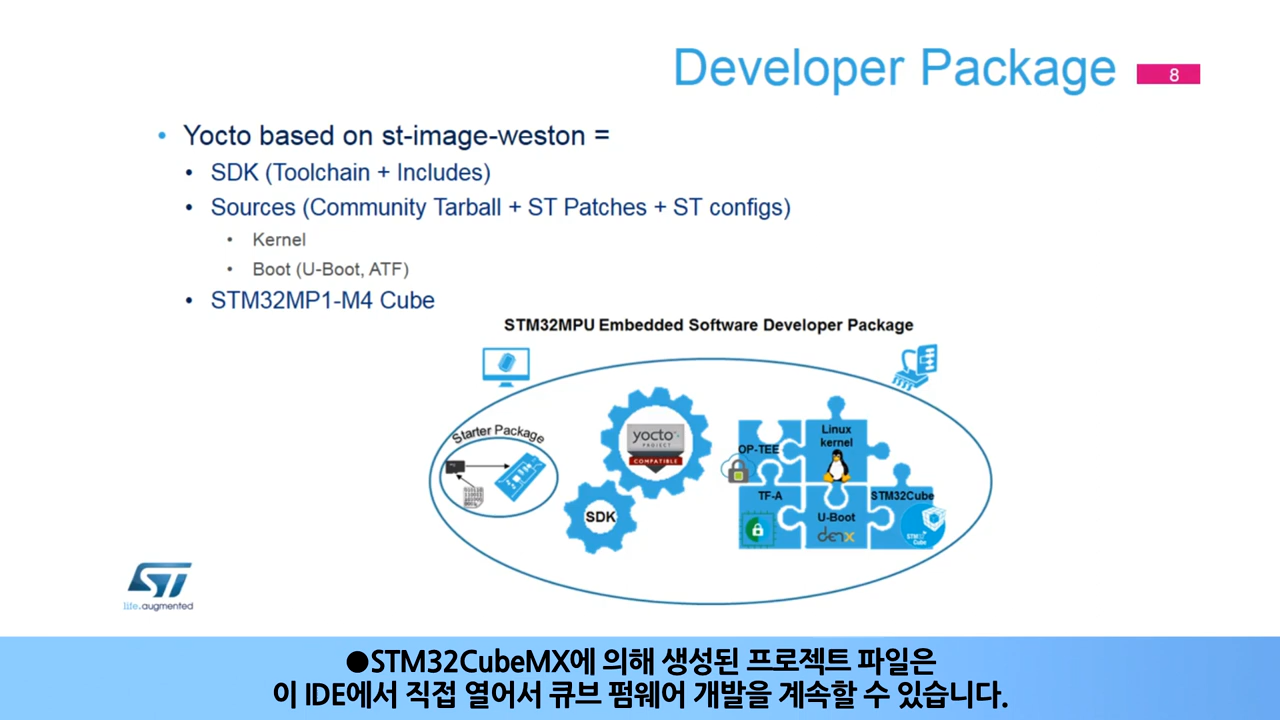 Developer Package
8
• Yocto based on st-image-weston =
• SDK (Toolchain + Includes)
• Sources (Community Tarball + ST Patches + ST configs)
• Kernel
• Boot (U-Boot, ATF)
• STM32MP1-M4 Cube
STM32MPU Embedded Software Developer Package
Starter Package
yocto
PROJECT
COMPATIBLE
SDK
OP-TEE
Linux
kernel
TF-A
U-Boot
denx
STM32Cube
STM32
Cube
ST
life.augmented
●STM32CubeMX에 의해 생성된 프로젝트 파일은
이 IDE에서 직접 열어서 큐브 펌웨어 개발을 계속할 수 있습니다.